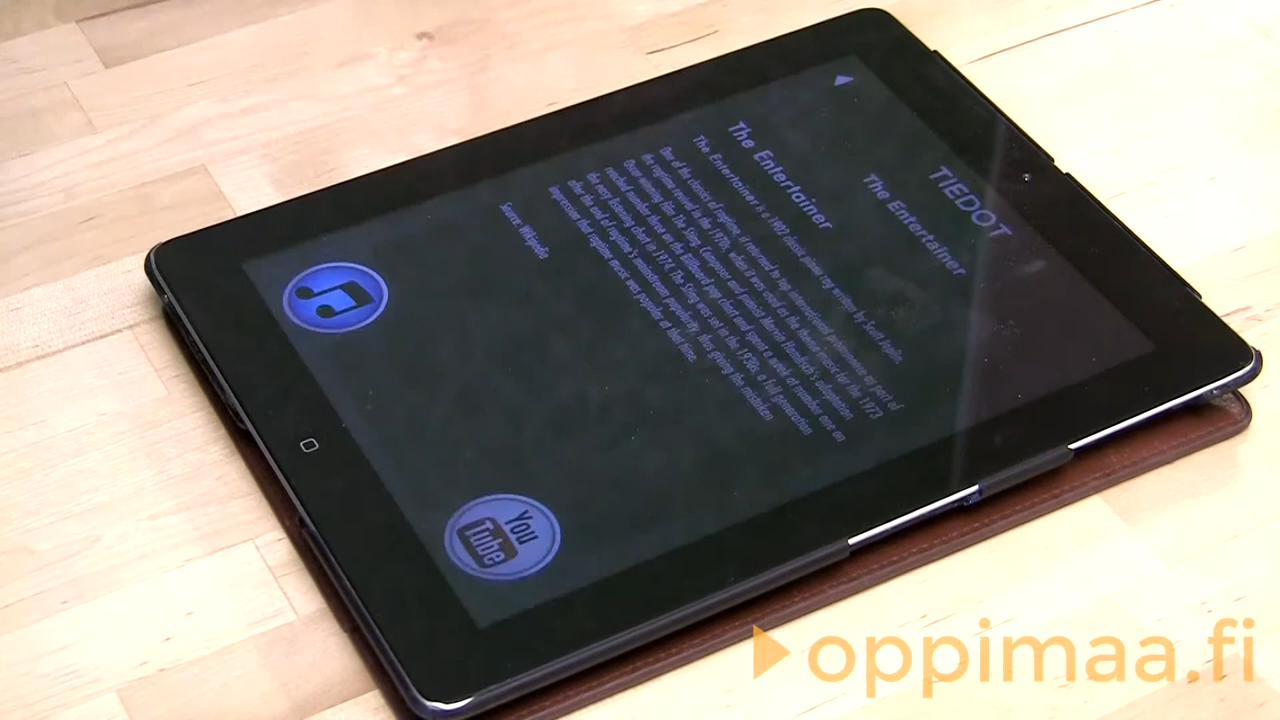 TIEDOT
The Entertainer
The Entertainer
The Entertainer is a 1902 classic piano rag written by Scott Joplin.
One of the classics of ragtime, it returned to top international prominence as part of
the ragtime revival in the 1970s, when it was used as the theme music for the 1973
Oscar-winning film The Sting. Composer and pianist Marvin Hamlisch's adaptation
reached number three on the Billboard pop chart and spent a week at number one on
the easy listening chart in 1974. The Sting was set in the 1930s, a full generation
after the end of ragtime's mainstream popularity, thus giving the mistaken
impression that ragtime music was popular at that time.
Source: Wikipedia
You
Tube
oppimaa.fi